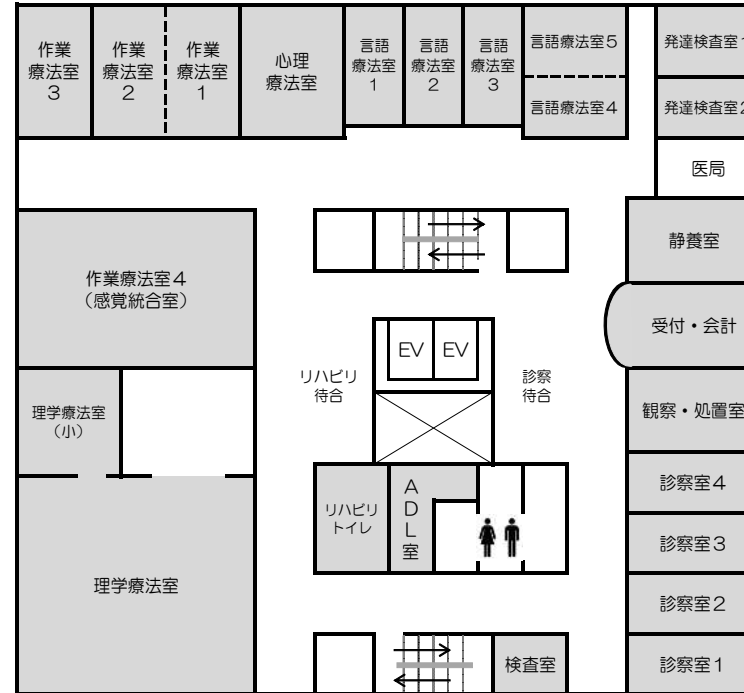 作業
療法室
3
作業
療法室
2
作業
療法室
1
心理
療法室
言語
療法室
1
言語
療法室
2
言語
療法室
3
言語療法室5
言語療法室4
発達検査室1
発達検査室2
医局
静養室
作業療法室4
（感覚統合室）
受付・会計
EV
EV
リハビリ
待合
診察
待合
理学療法室
（小）
観察・処置室
リハビリ
トイレ
A
D
L
室
診察室4
診察室3
理学療法室
診察室2
検査室
診察室1